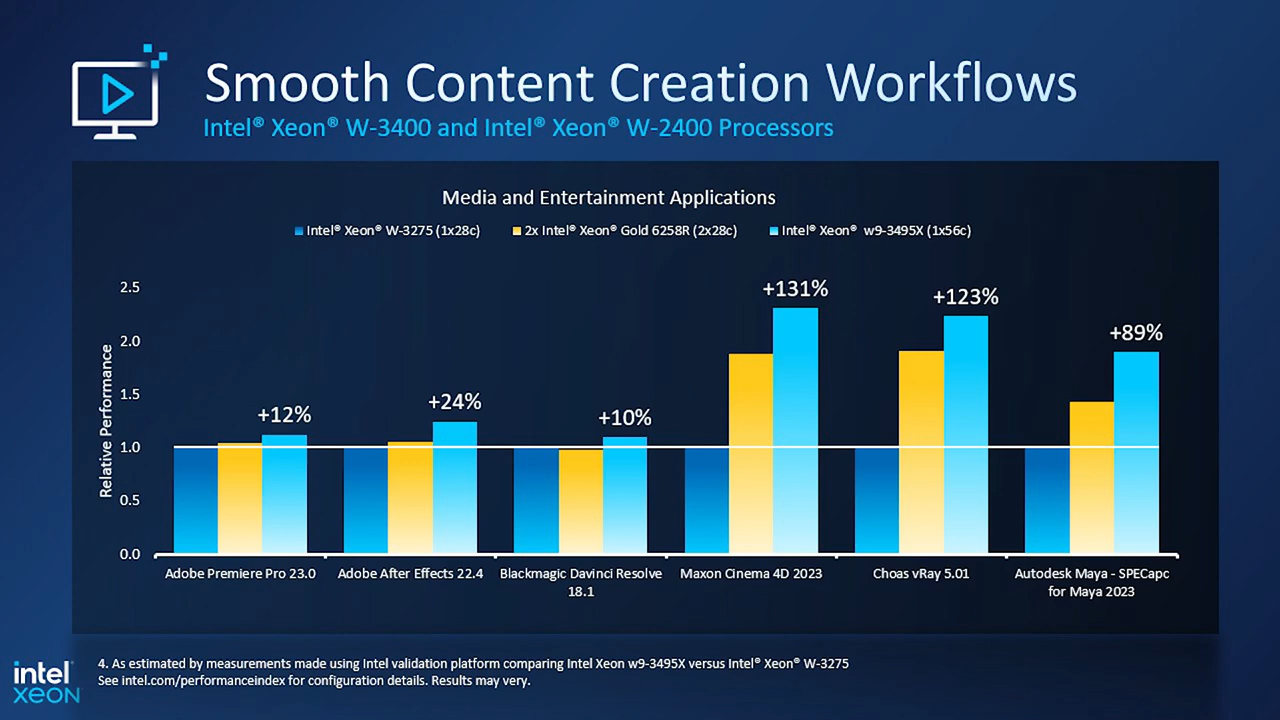 Smooth Content Creation Workflows
Intel® Xeon® W-3400 and Intel® Xeon® W-2400 Processors
Media and Entertainment Applications
Intel® Xeon® W-3275 (1x28c) 2x Intel® Xeon® Gold 6258R (2x28c) Intel® Xeon® w9-3495X (1x56c)
Relative Performance
2.5
2.0
1.5
1.0
0.5
0.0
+12%
+24%
+10%
+131%
+123%
+89%
Adobe Premiere Pro 23.0
Adobe After Effects 22.4
Blackmagic Davinci Resolve
18.1
Maxon Cinema 4D 2023
Choas vRay 5.01
Autodesk Maya - SPECapc
for Maya 2023
4. As estimated by measurements made using Intel validation platform comparing Intel Xeon w9-3495X versus Intel® Xeon® W-3275
See intel.com/performanceindex for configuration details. Results may vary.
intel
xeon